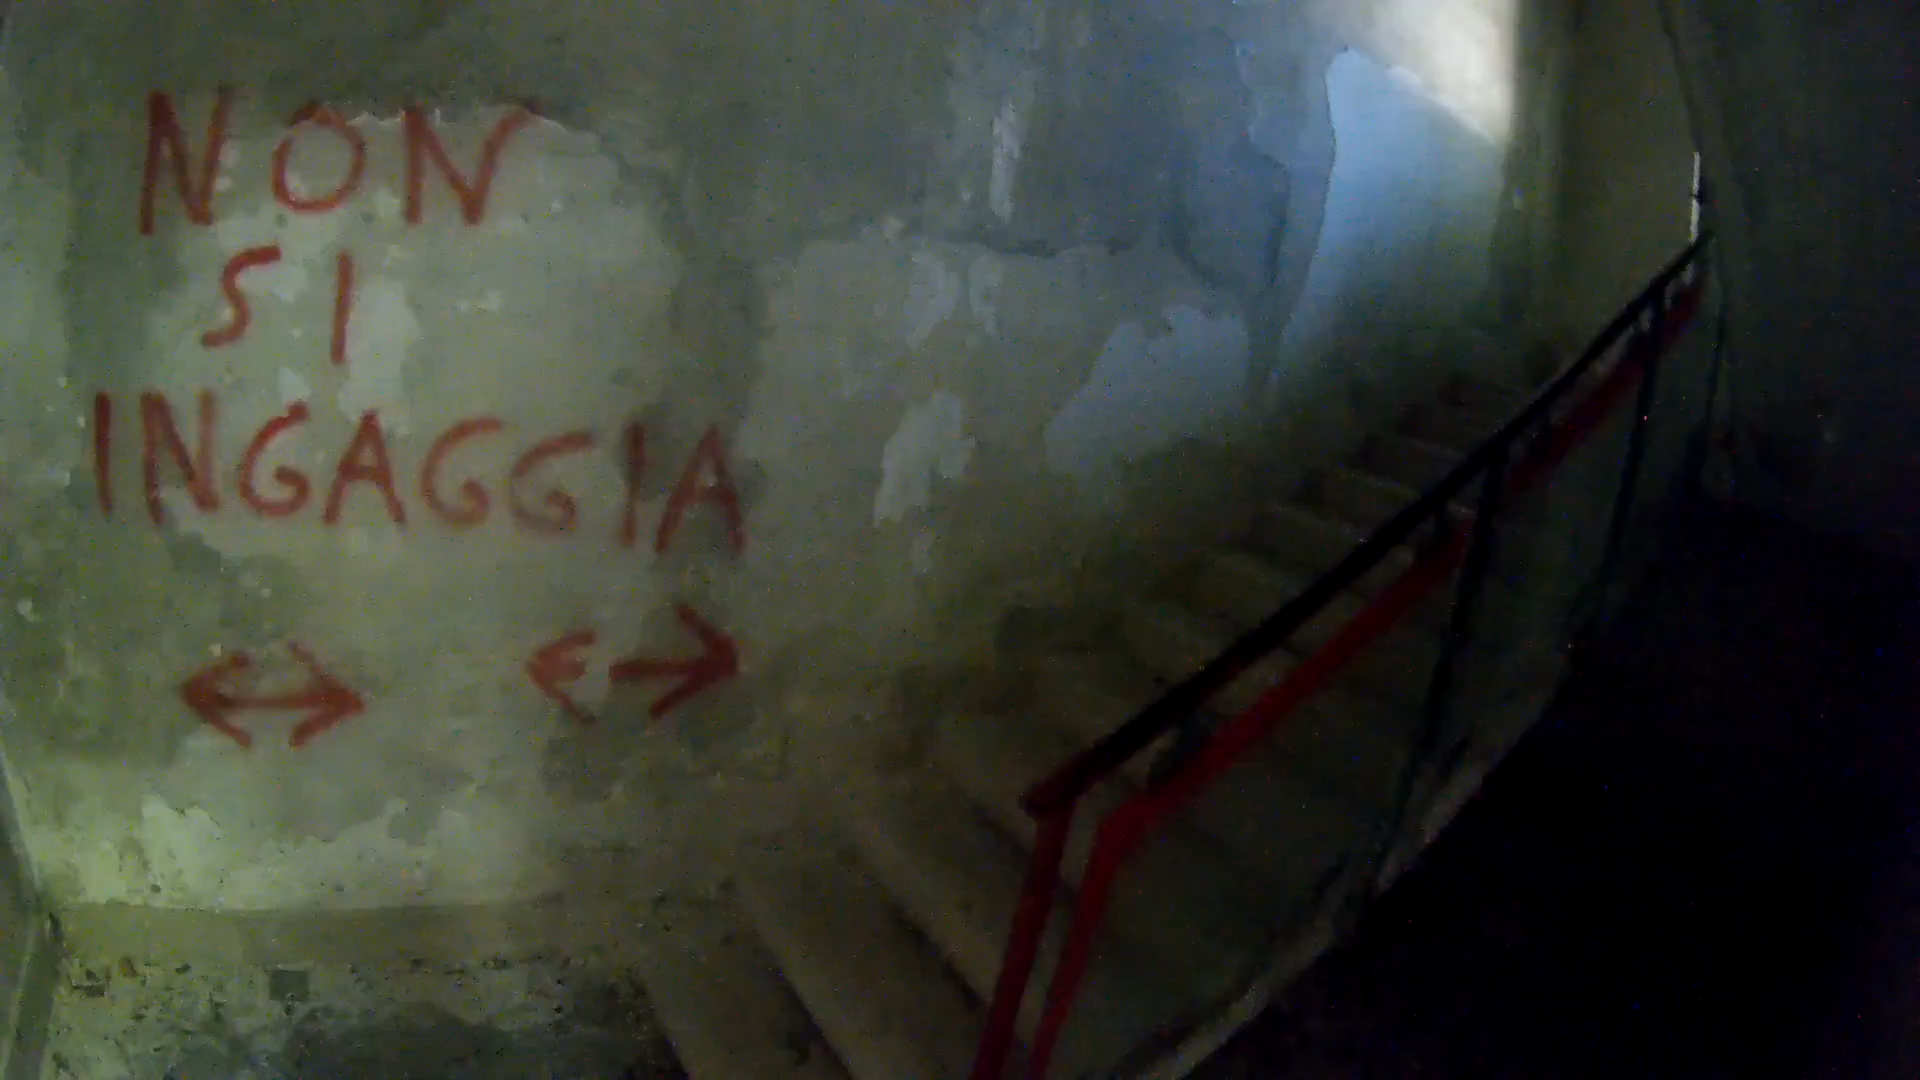 NON
SI
INGAGGIA
↔ ↔